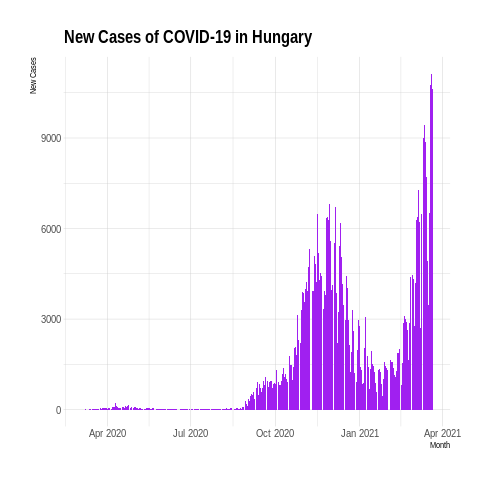 New Cases of COVID-19 in Hungary
New Cases
9000
6000
3000
0
Apr 2020 Jul 2020 Oct 2020 Jan 2021 Apr 2021
Month